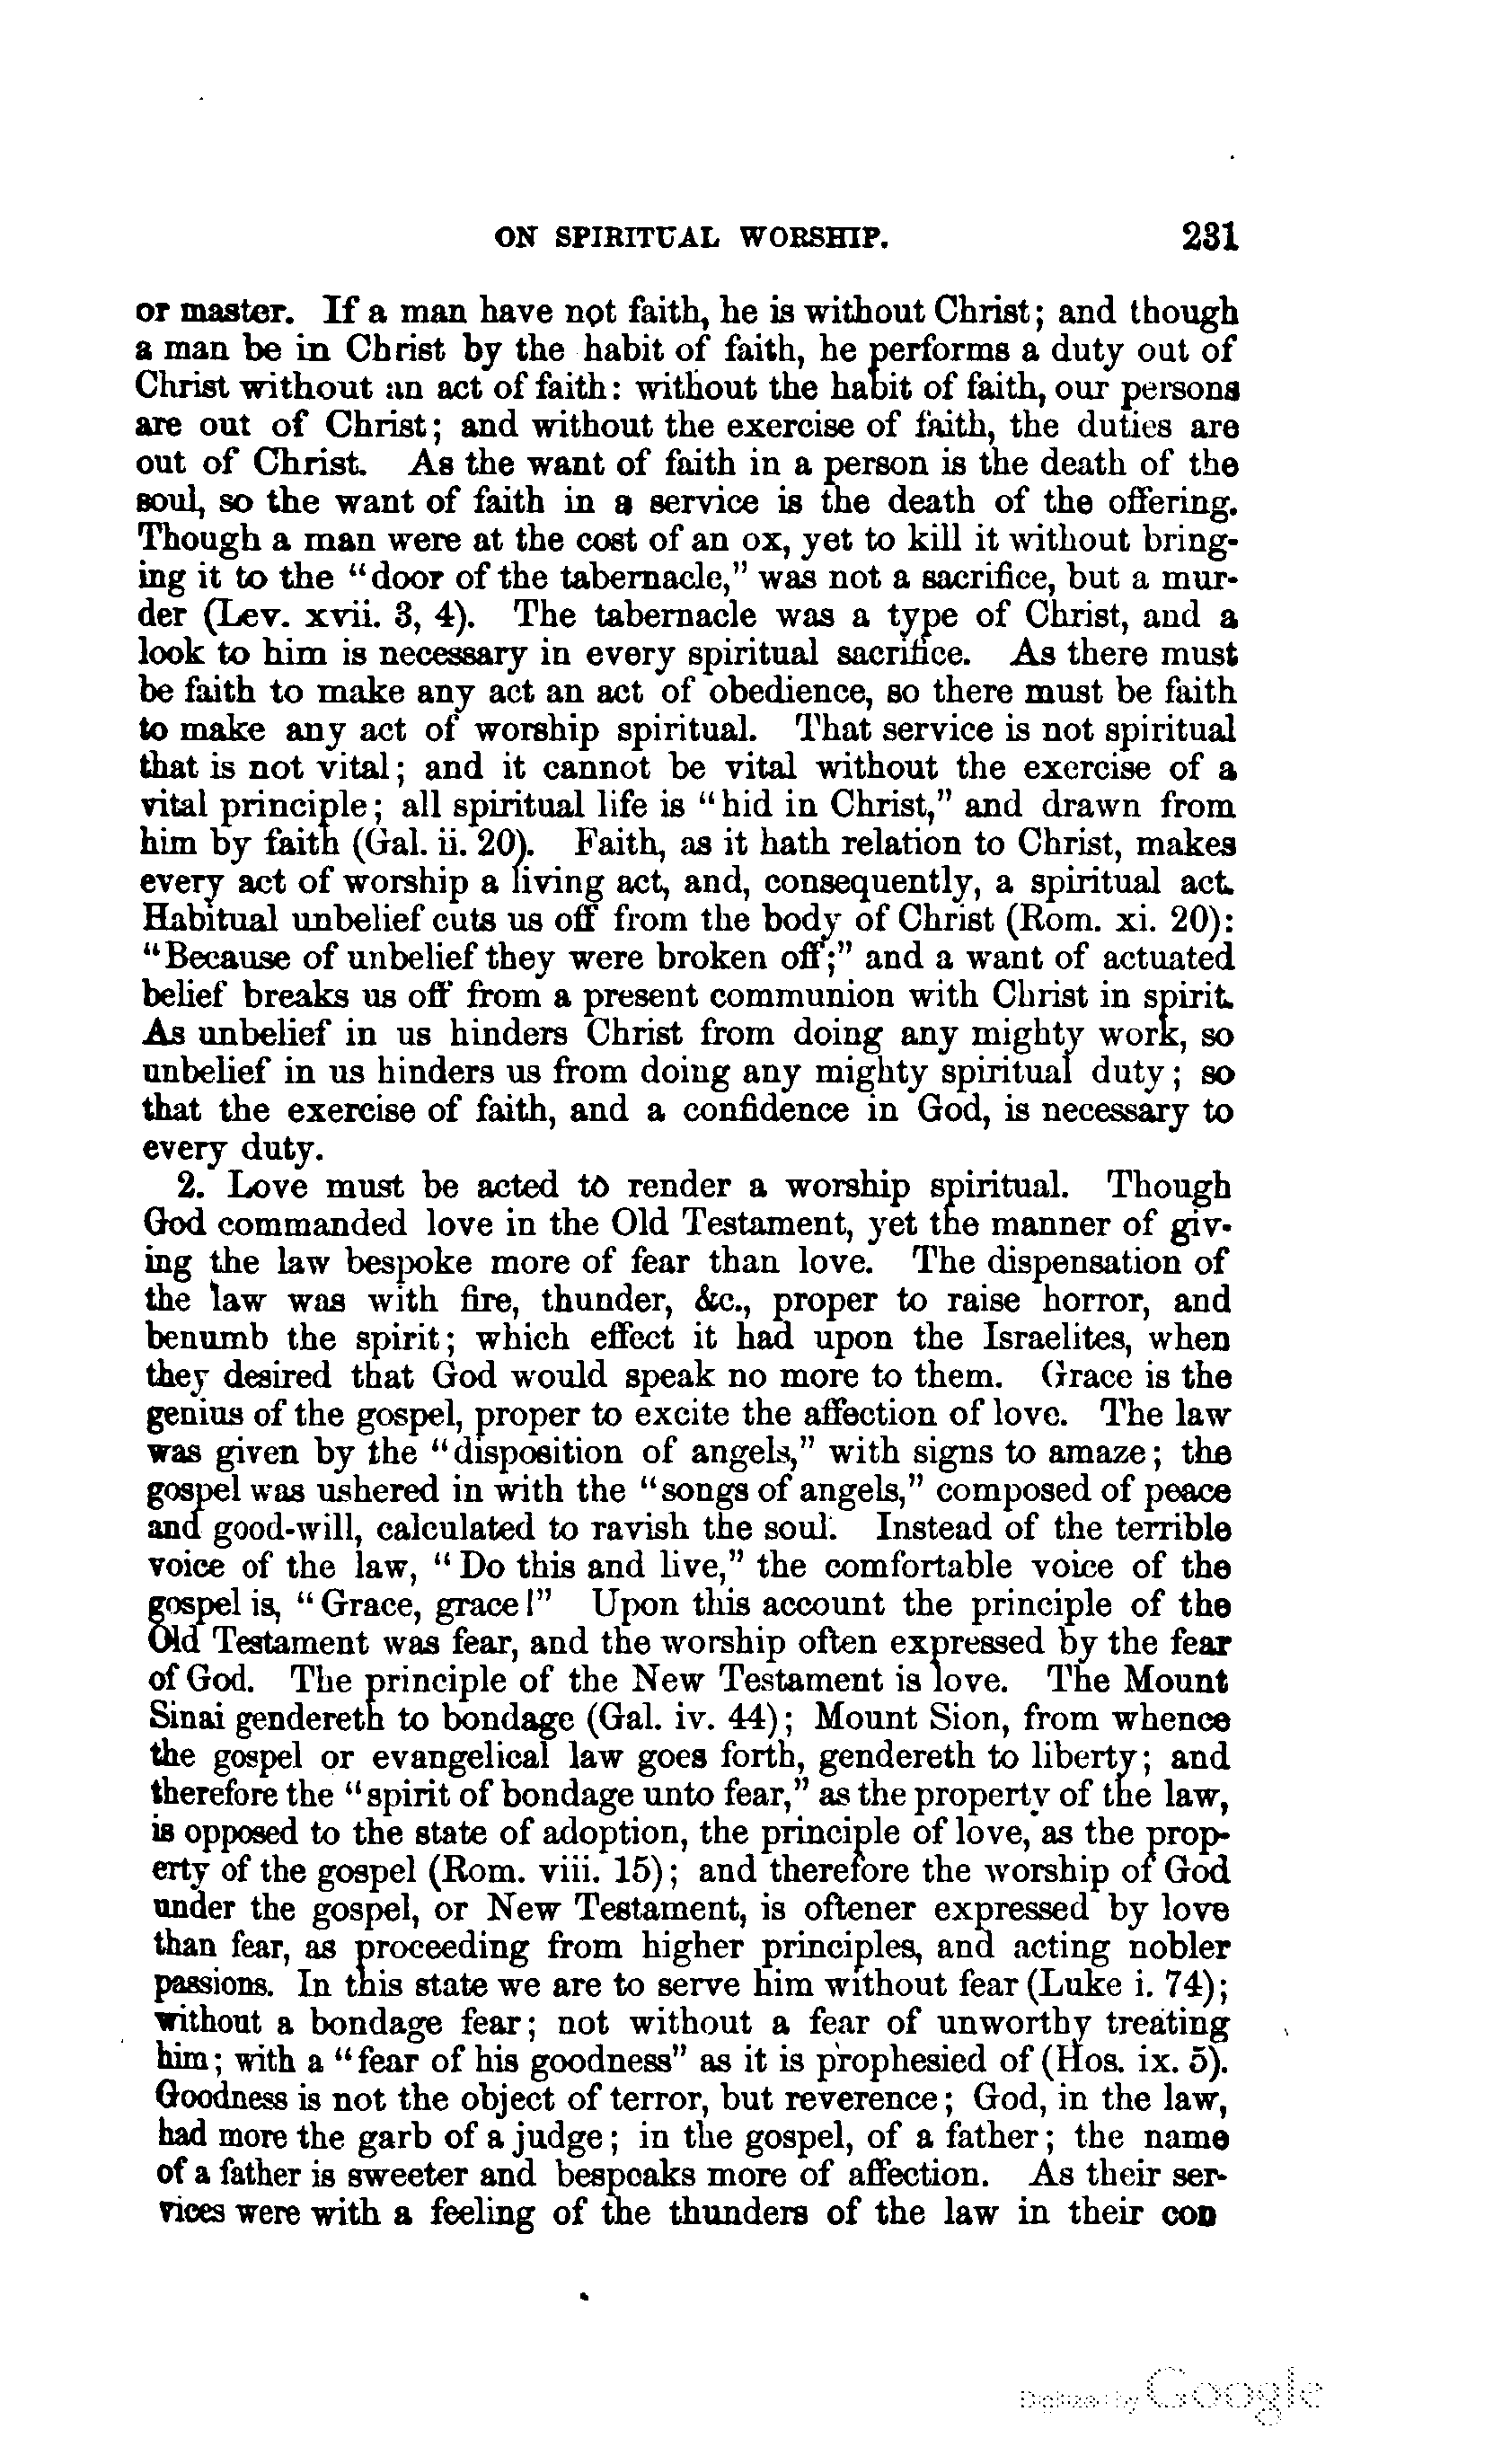 ON SPIRITUAL WORSHIP. 231
or master. If a man have not faith, he is without Christ; and though
a man be in Christ by the habit of faith, he performs a duty out of
Christ without an act of faith: without the habit of faith, our persons
are out of Christ; and without the exercise of faith, the duties are
out of Christ. As the want of faith in a person is the death of the
soul, so the want of faith in a service is the death of the offering.
Though a man were at the cost of an ox, yet to kill it without bring-
ing it to the "door of the tabernacle," was not a sacrifice, but a mur-
der (Lev. xvii. 3, 4). The tabernacle was a type of Christ, and a
look to him is necessary in every spiritual sacrifice. As there must
be faith to make any act an act of obedience, so there must be faith
to make any act of worship spiritual. That service is not spiritual
that is not vital; and it cannot be vital without the exercise of a
vital principle; all spiritual life is "hid in Christ," and drawn from
him by faith (Gal. ii. 20). Faith, as it hath relation to Christ, makes
every act of worship a living act, and, consequently, a spiritual act.
Habitual unbelief cuts us off from the body of Christ (Rom. xi. 20):
"Because of unbelief they were broken off;" and a want of actuated
belief breaks us off from a present communion with Christ in spirit.
As unbelief in us hinders Christ from doing any mighty work, so
unbelief in us hinders us from doing any mighty spiritual duty; so
that the exercise of faith, and a confidence in God, is necessary to
every duty.
2. Love must be acted to render a worship spiritual. Though
God commanded love in the Old Testament, yet the manner of giv-
ing the law bespoke more of fear than love. The dispensation of
the law was with fire, thunder, &c., proper to raise horror, and
benumb the spirit; which effect it had upon the Israelites, when
they desired that God would speak no more to them. Grace is the
genius of the gospel, proper to excite the affection of love. The law
was given by the "disposition of angels," with signs to amaze; the
gospel was ushered in with the "songs of angels," composed of peace
and good-will, calculated to ravish the soul. Instead of the terrible
voice of the law, "Do this and live," the comfortable voice of the
gospel is, "Grace, grace!" Upon this account the principle of the
Old Testament was fear, and the worship often expressed by the fear
of God. The principle of the New Testament is love. The Mount
Sinai gendereth to bondage (Gal. iv. 44); Mount Sion, from whence
the gospel or evangelical law goes forth, gendereth to liberty; and
therefore the "spirit of bondage unto fear," as the property of the law,
is opposed to the state of adoption, the principle of love, as the prop-
erty of the gospel (Rom. viii. 15); and therefore the worship of God
under the gospel, or New Testament, is oftener expressed by love
than fear, as proceeding from higher principles, and acting nobler
passions. In this state we are to serve him without fear (Luke i. 74);
without a bondage fear; not without a fear of unworthy treating
him; with a "fear of his goodness" as it is prophesied of (Hos. ix. 5).
Goodness is not the object of terror, but reverence; God, in the law,
had more the garb of a judge; in the gospel, of a father; the name
of a father is sweeter and bespeaks more of affection. As their ser-
vices were with a feeling of the thunders of the law in their con
Digitized by Google